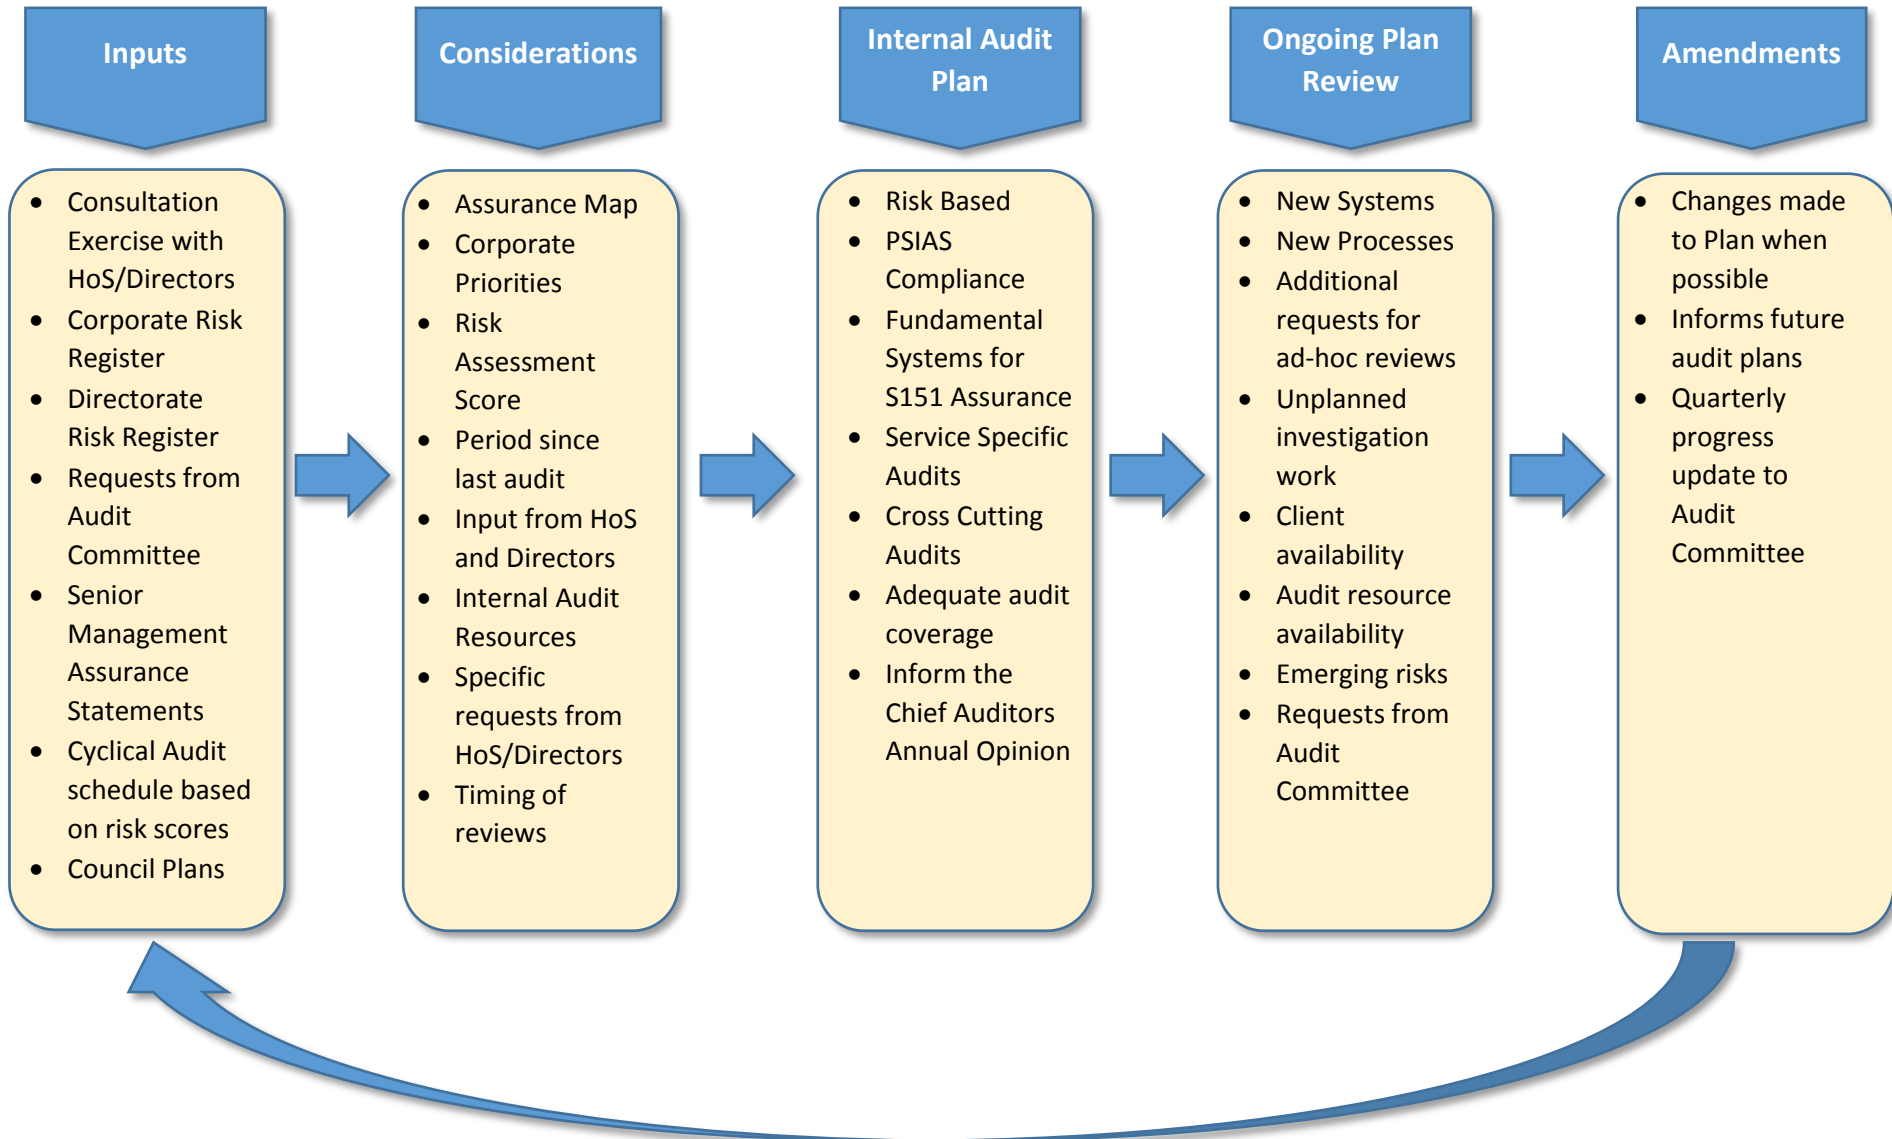 Inputs
• Consultation
Exercise with
HoS/Directors
• Corporate Risk
Register
• Directorate
Risk Register
• Requests from
Audit
Committee
• Senior
Management
Assurance
Statements
• Cyclical Audit
schedule based
on risk scores
• Council Plans
Considerations
• Assurance Map
• Corporate
Priorities
• Risk
Assessment
Score
• Period since
last audit
• Input from HoS
and Directors
• Internal Audit
Resources
• Specific
requests from
HoS/Directors
• Timing of
reviews
Internal Audit
Plan
• Risk Based
• PSIAS
Compliance
• Fundamental
Systems for
S151 Assurance
• Service Specific
Audits
• Cross Cutting
Audits
• Adequate audit
coverage
• Inform the
Chief Auditors
Annual Opinion
Ongoing Plan
Review
• New Systems
• New Processes
• Additional
requests for
ad-hoc reviews
• Unplanned
investigation
work
• Client
availability
• Audit resource
availability
• Emerging risks
• Requests from
Audit
Committee
Amendments
• Changes made
to Plan when
possible
• Informs future
audit plans
• Quarterly
progress
update to
Audit
Committee